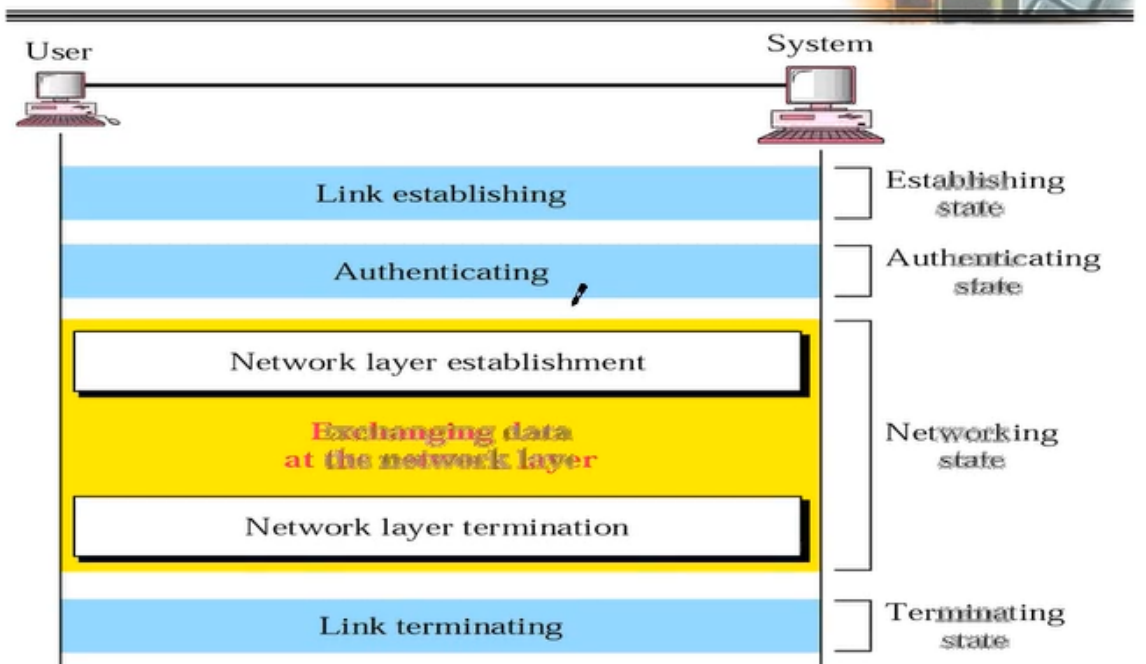 User
System
Link establishing
Establishing
state
Authenticating
Authenticating
state
Network layer establishment
Exchanging data
at the network layer
Networking
state
Network layer termination
Link terminating
Terminating
state